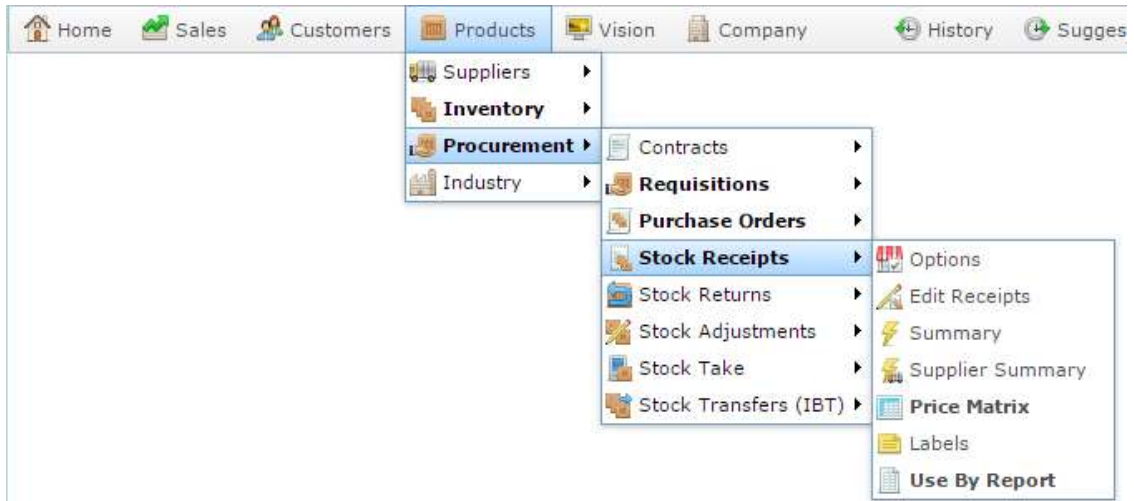 Home Sales Customers Products Vision Company History Sugges
Suppliers
Inventory
Procurement
Industry
Contracts
Requisitions
Purchase Orders
Stock Receipts
Stock Returns
Stock Adjustments
Stock Take
Stock Transfers (IBT)
Options
Edit Receipts
Summary
Supplier Summary
Price Matrix
Labels
Use By Report